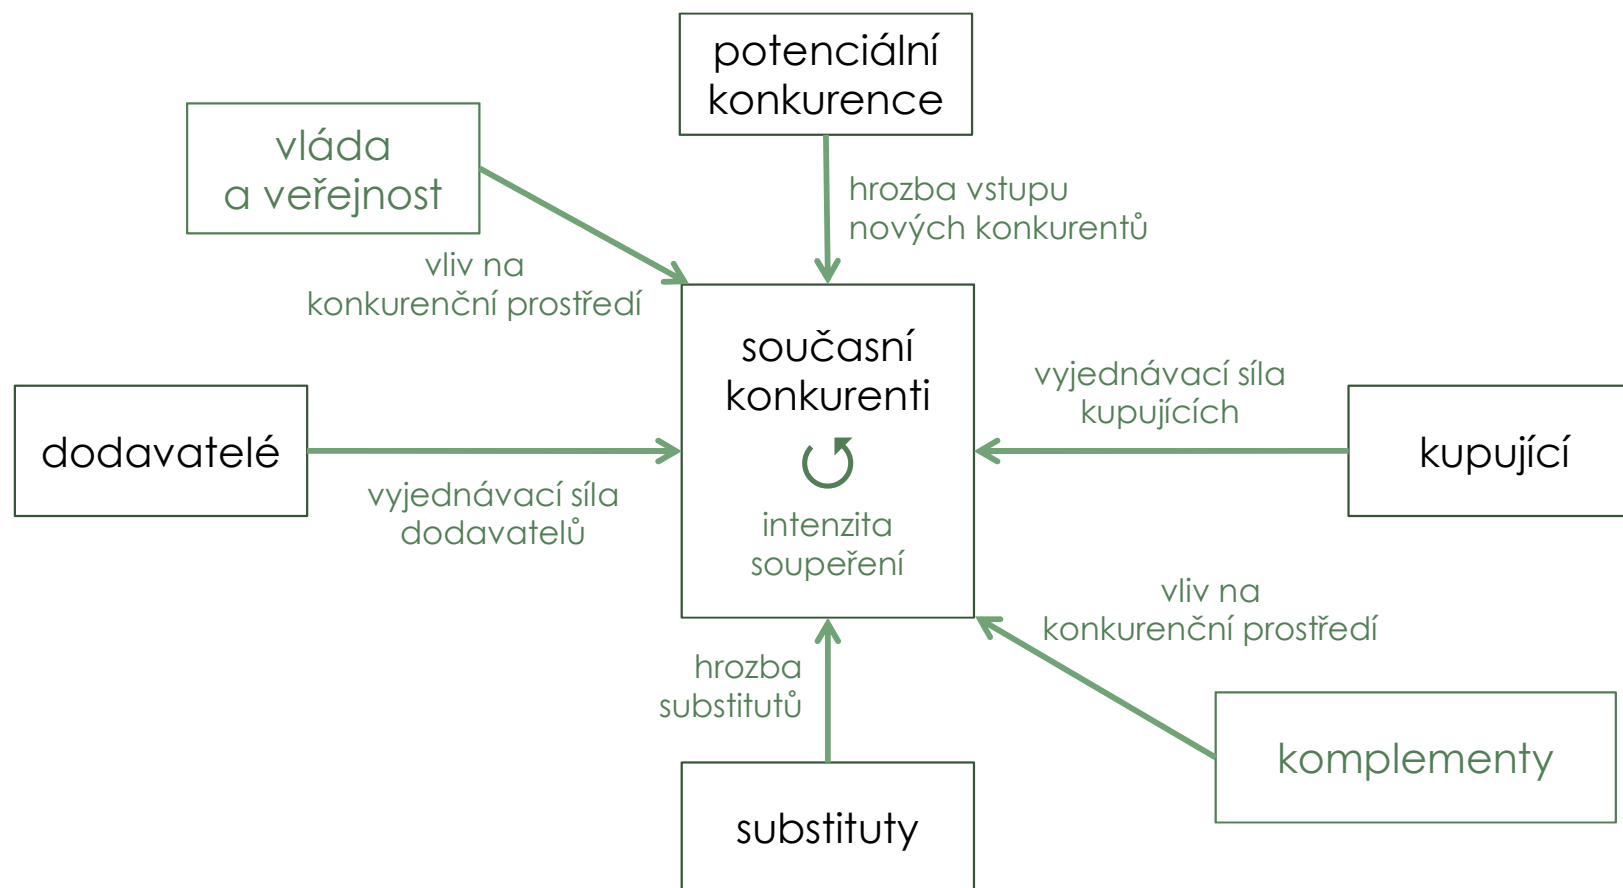 potenciální
konkurence
vláda
a veřejnost
hrozba vstupu
nových konkurentů
vliv na
konkurenční prostředí
současní
konkurenti
vyjednávací síla
kupujících
dodavatelé
kupující
vyjednávací síla
dodavatelů
intenzita
soupeření
vliv na
konkurenční prostředí
hrozba
substitutů
komplementy
substituty